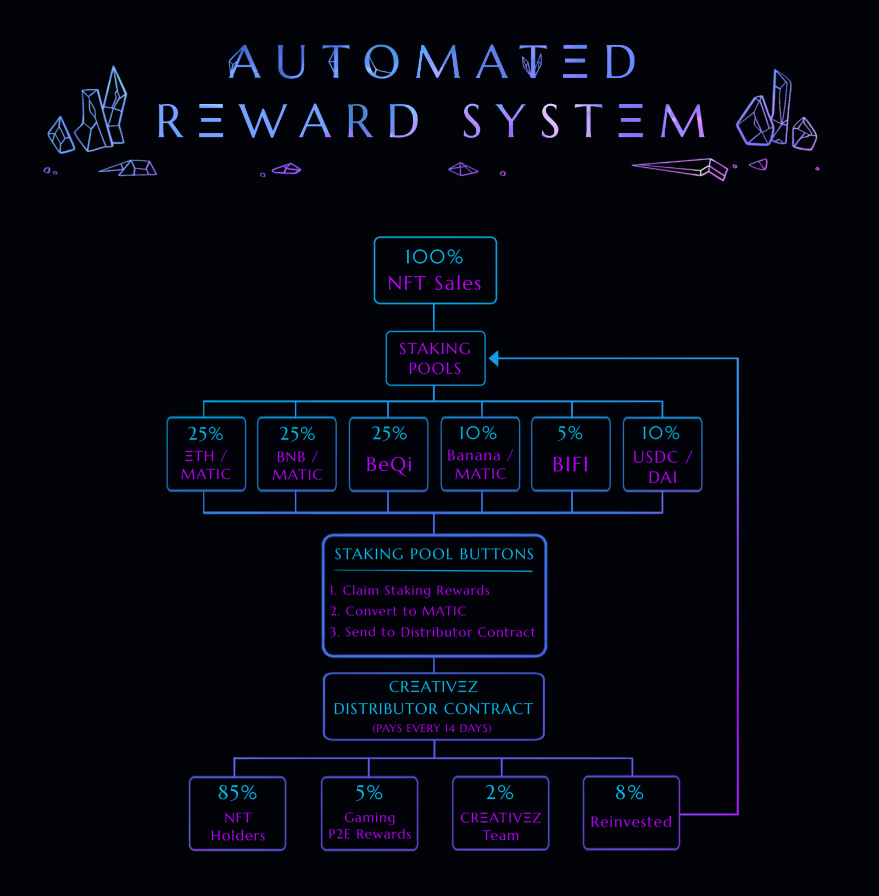 AUTOMATΞD
RΞWARD SYSTΞM
100%
NFT Sales
STAKING
POOLS
25%
ΞTH /
MATIC
25%
BNB /
MATIC
25%
BeQi
10%
Banana /
MATIC
5%
BIFI
10%
USDC /
DAI
STAKING POOL BUTTONS
1. Claim Staking Rewards
2. Convert to MATIC
3. Send to Distributor Contract
CRΞATIVΞZ
DISTRIBUTOR CONTRACT
(PAYS EVERY 14 DAYS)
85%
NFT
Holders
5%
Gaming
P2E Rewards
2%
CRΞATIVΞZ
Team
8%
Reinvested